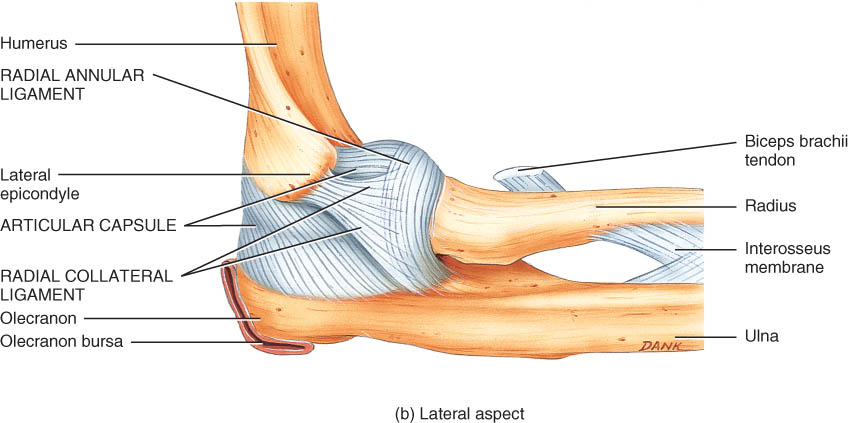 Humerus
RADIAL ANNULAR
LIGAMENT
Lateral
epicondyle
ARTICULAR CAPSULE
RADIAL COLLATERAL
LIGAMENT
Olecranon
Olecranon bursa
Biceps brachii
tendon
Radius
Interosseus
membrane
Ulna
DANK
(b) Lateral aspect